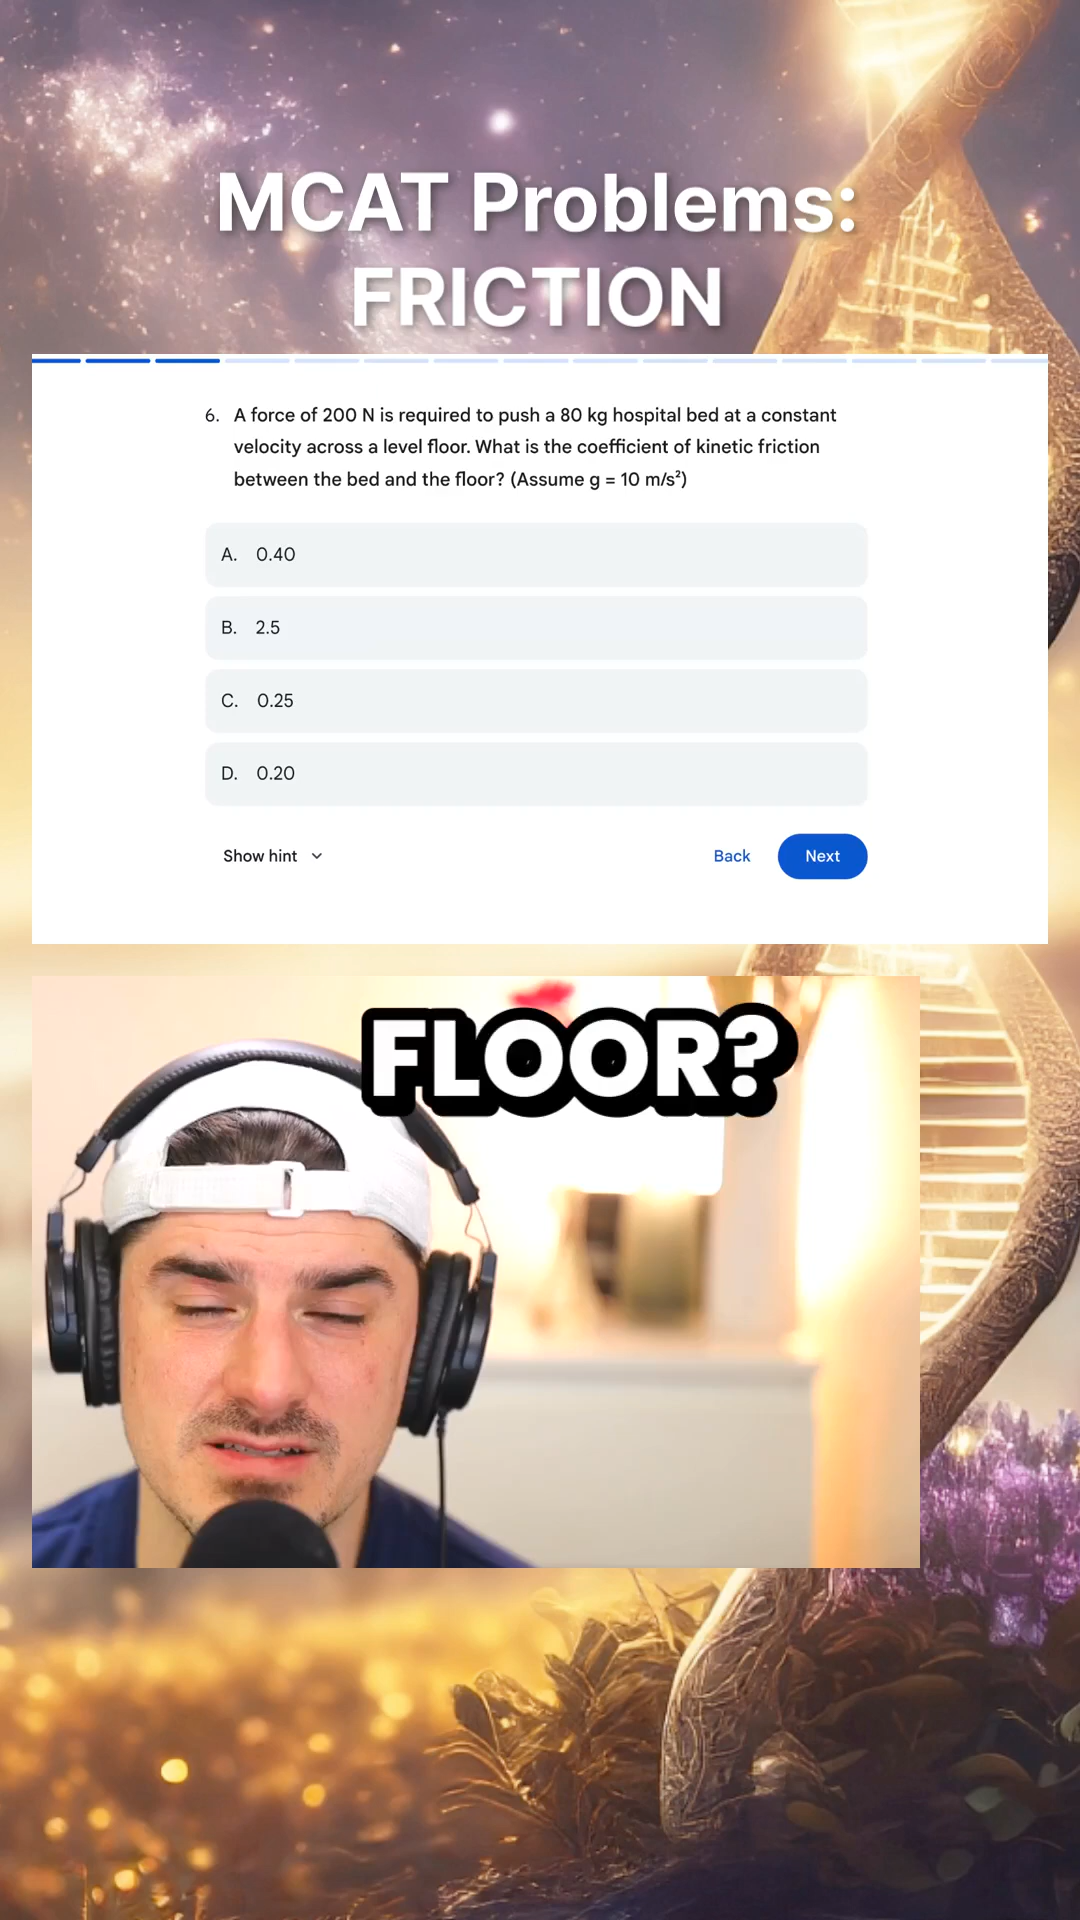 MCAT Problems:
FRICTION
6. A force of 200 N is required to push a 80 kg hospital bed at a constant
velocity across a level floor. What is the coefficient of kinetic friction
between the bed and the floor? (Assume g = 10 m/s²)
A. 0.40
B. 2.5
C. 0.25
D. 0.20
Show hint
Back
Next
FLOOR?